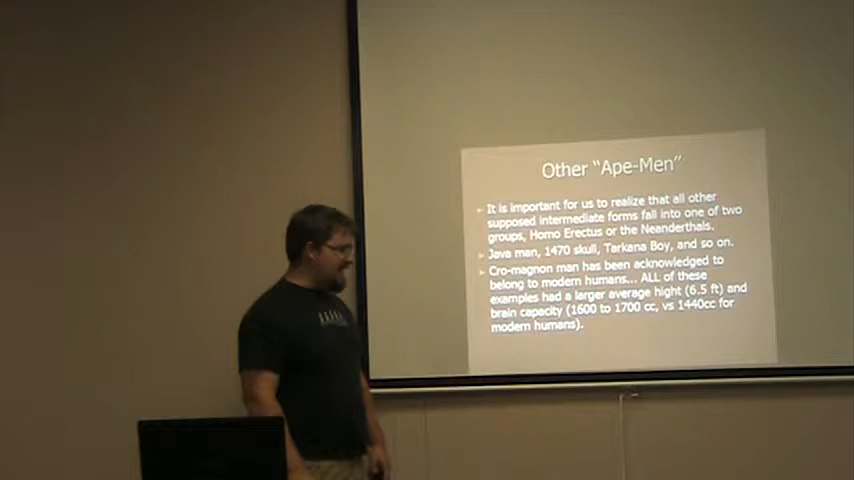 Other “Ape-Men”
It is important for us to realize that all other
supposed intermediate forms fall into one of two
groups, Homo Erectus or the Neanderthals.
Java man, 1470 skull, Tarkana Boy, and so on.
Cro-magnon man has been acknowledged to
belong to modern humans... ALL of these
examples had a larger average hight (6.5 ft) and
brain capacity (1600 to 1700 cc, vs 1440cc for
modern humans).